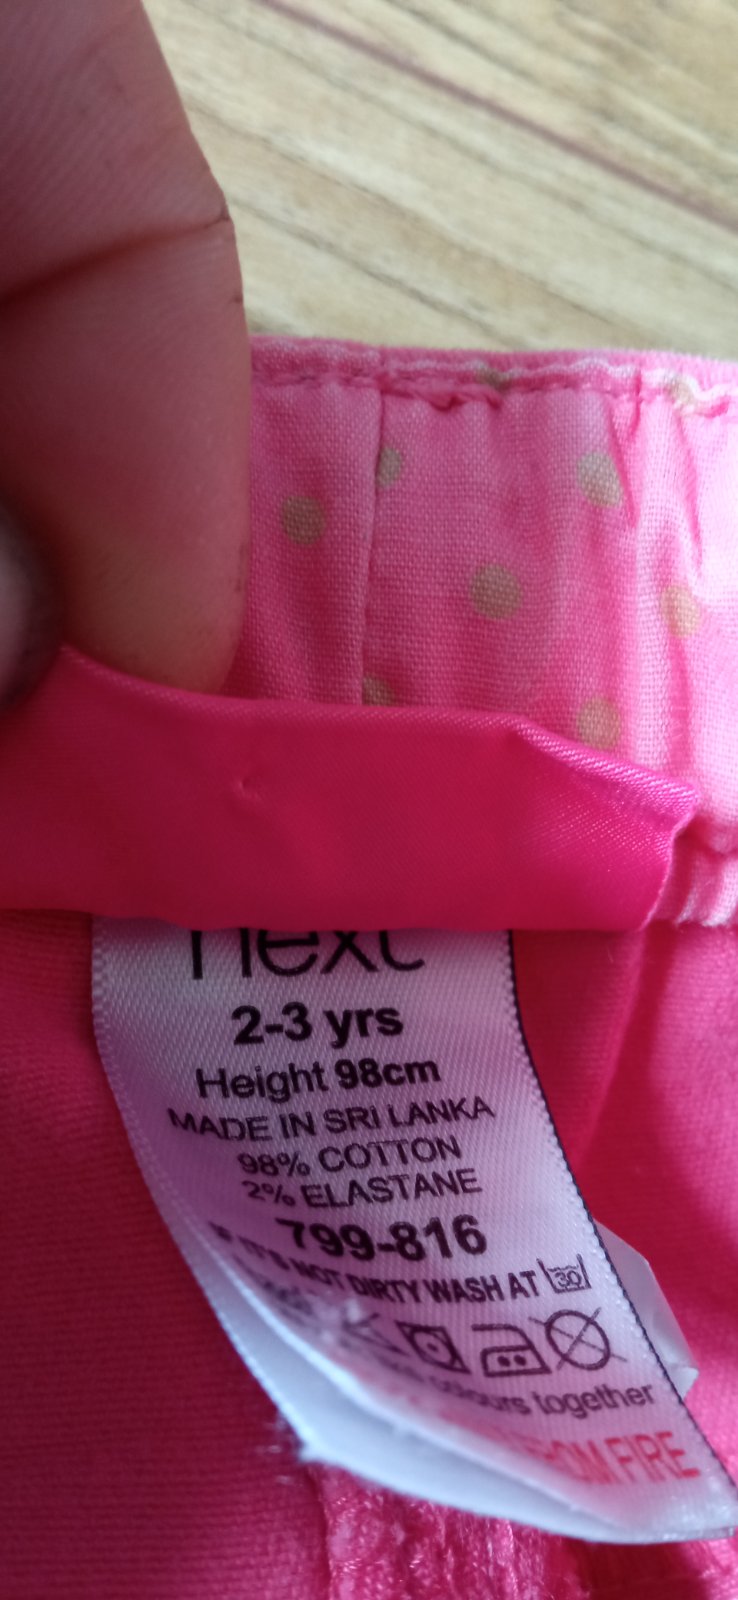 next
2-3 yrs
Height 98cm
MADE IN SRI LANKA
98% COTTON
2% ELASTANE
799-816
IF IT'S NOT DIRTY WASH AT 30
colours together
FROM FIRE